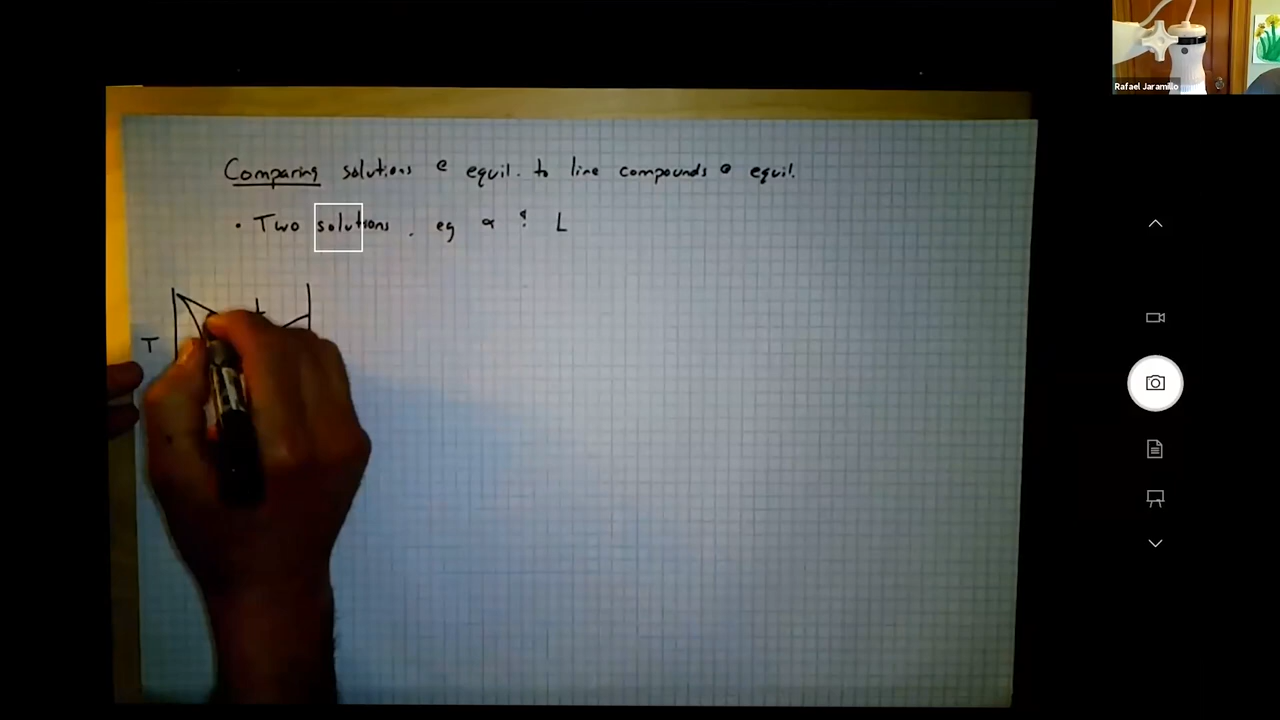 Rafael Jaramillo
Comparing solutions @ equil. to line compounds @ equil.
• Two solutions, eg α & L
L
T